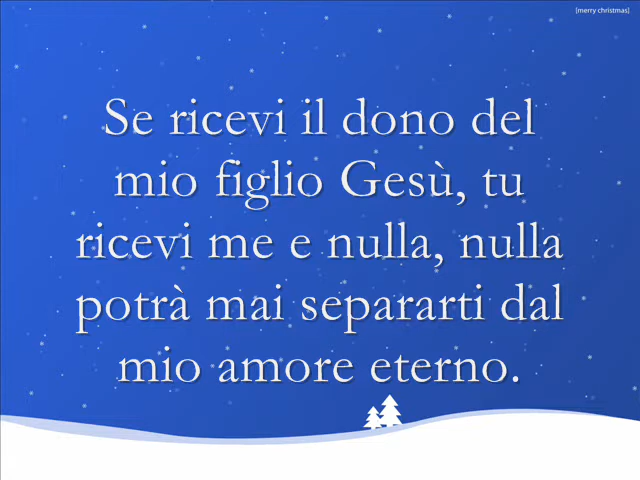 [merry christmas]
Se ricevi il dono del
mio figlio Gesù, tu
ricevi me e nulla, nulla
potrà mai separarti dal
mio amore eterno.